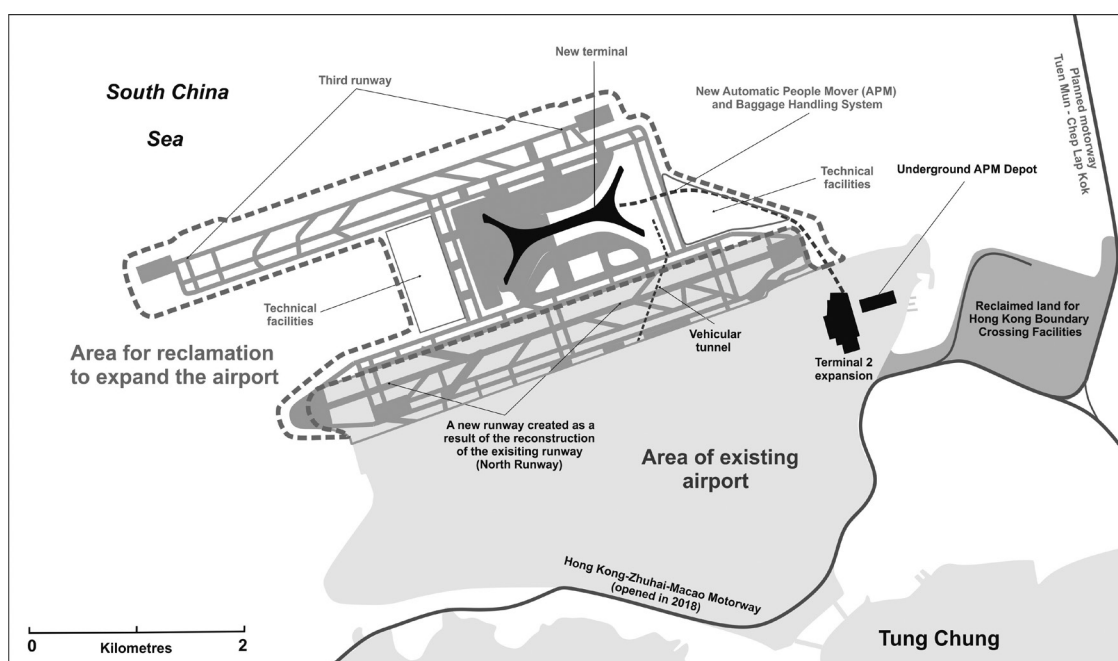 South China
Sea
Third runway
New terminal
New Automatic People Mover (APM)
and Baggage Handling System
Planned motorway
Tuen Mun - Chep Lap Kok
Technical
facilities
Underground APM Depot
Technical
facilities
Reclaimed land for
Hong Kong Boundary
Crossing Facilities
Area for reclamation
to expand the airport
Vehicular
tunnel
Terminal 2
expansion
A new runway created as a
result of the reconstruction
of the exisiting runway
(North Runway)
Area of existing
airport
Hong Kong-Zhuhai-Macao Motorway
(opened in 2018)
0 2
Kilometres
Tung Chung